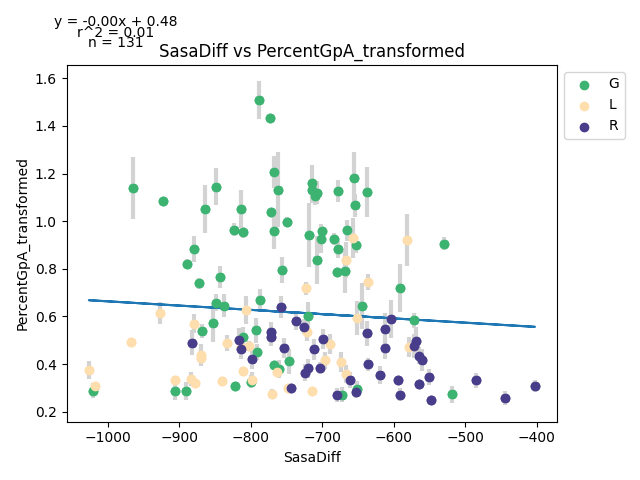 y = -0.00x + 0.48
r^2 = 0.01
n = 131
SasaDiff vs PercentGpA_transformed
G
L
R
PercentGpA_transformed
1.6
1.4
1.2
1.0
0.8
0.6
0.4
0.2
−1000 −900 −800 −700 −600 −500 −400
SasaDiff